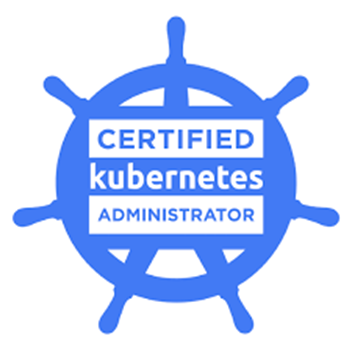 CERTIFIED
kubernetes
ADMINISTRATOR